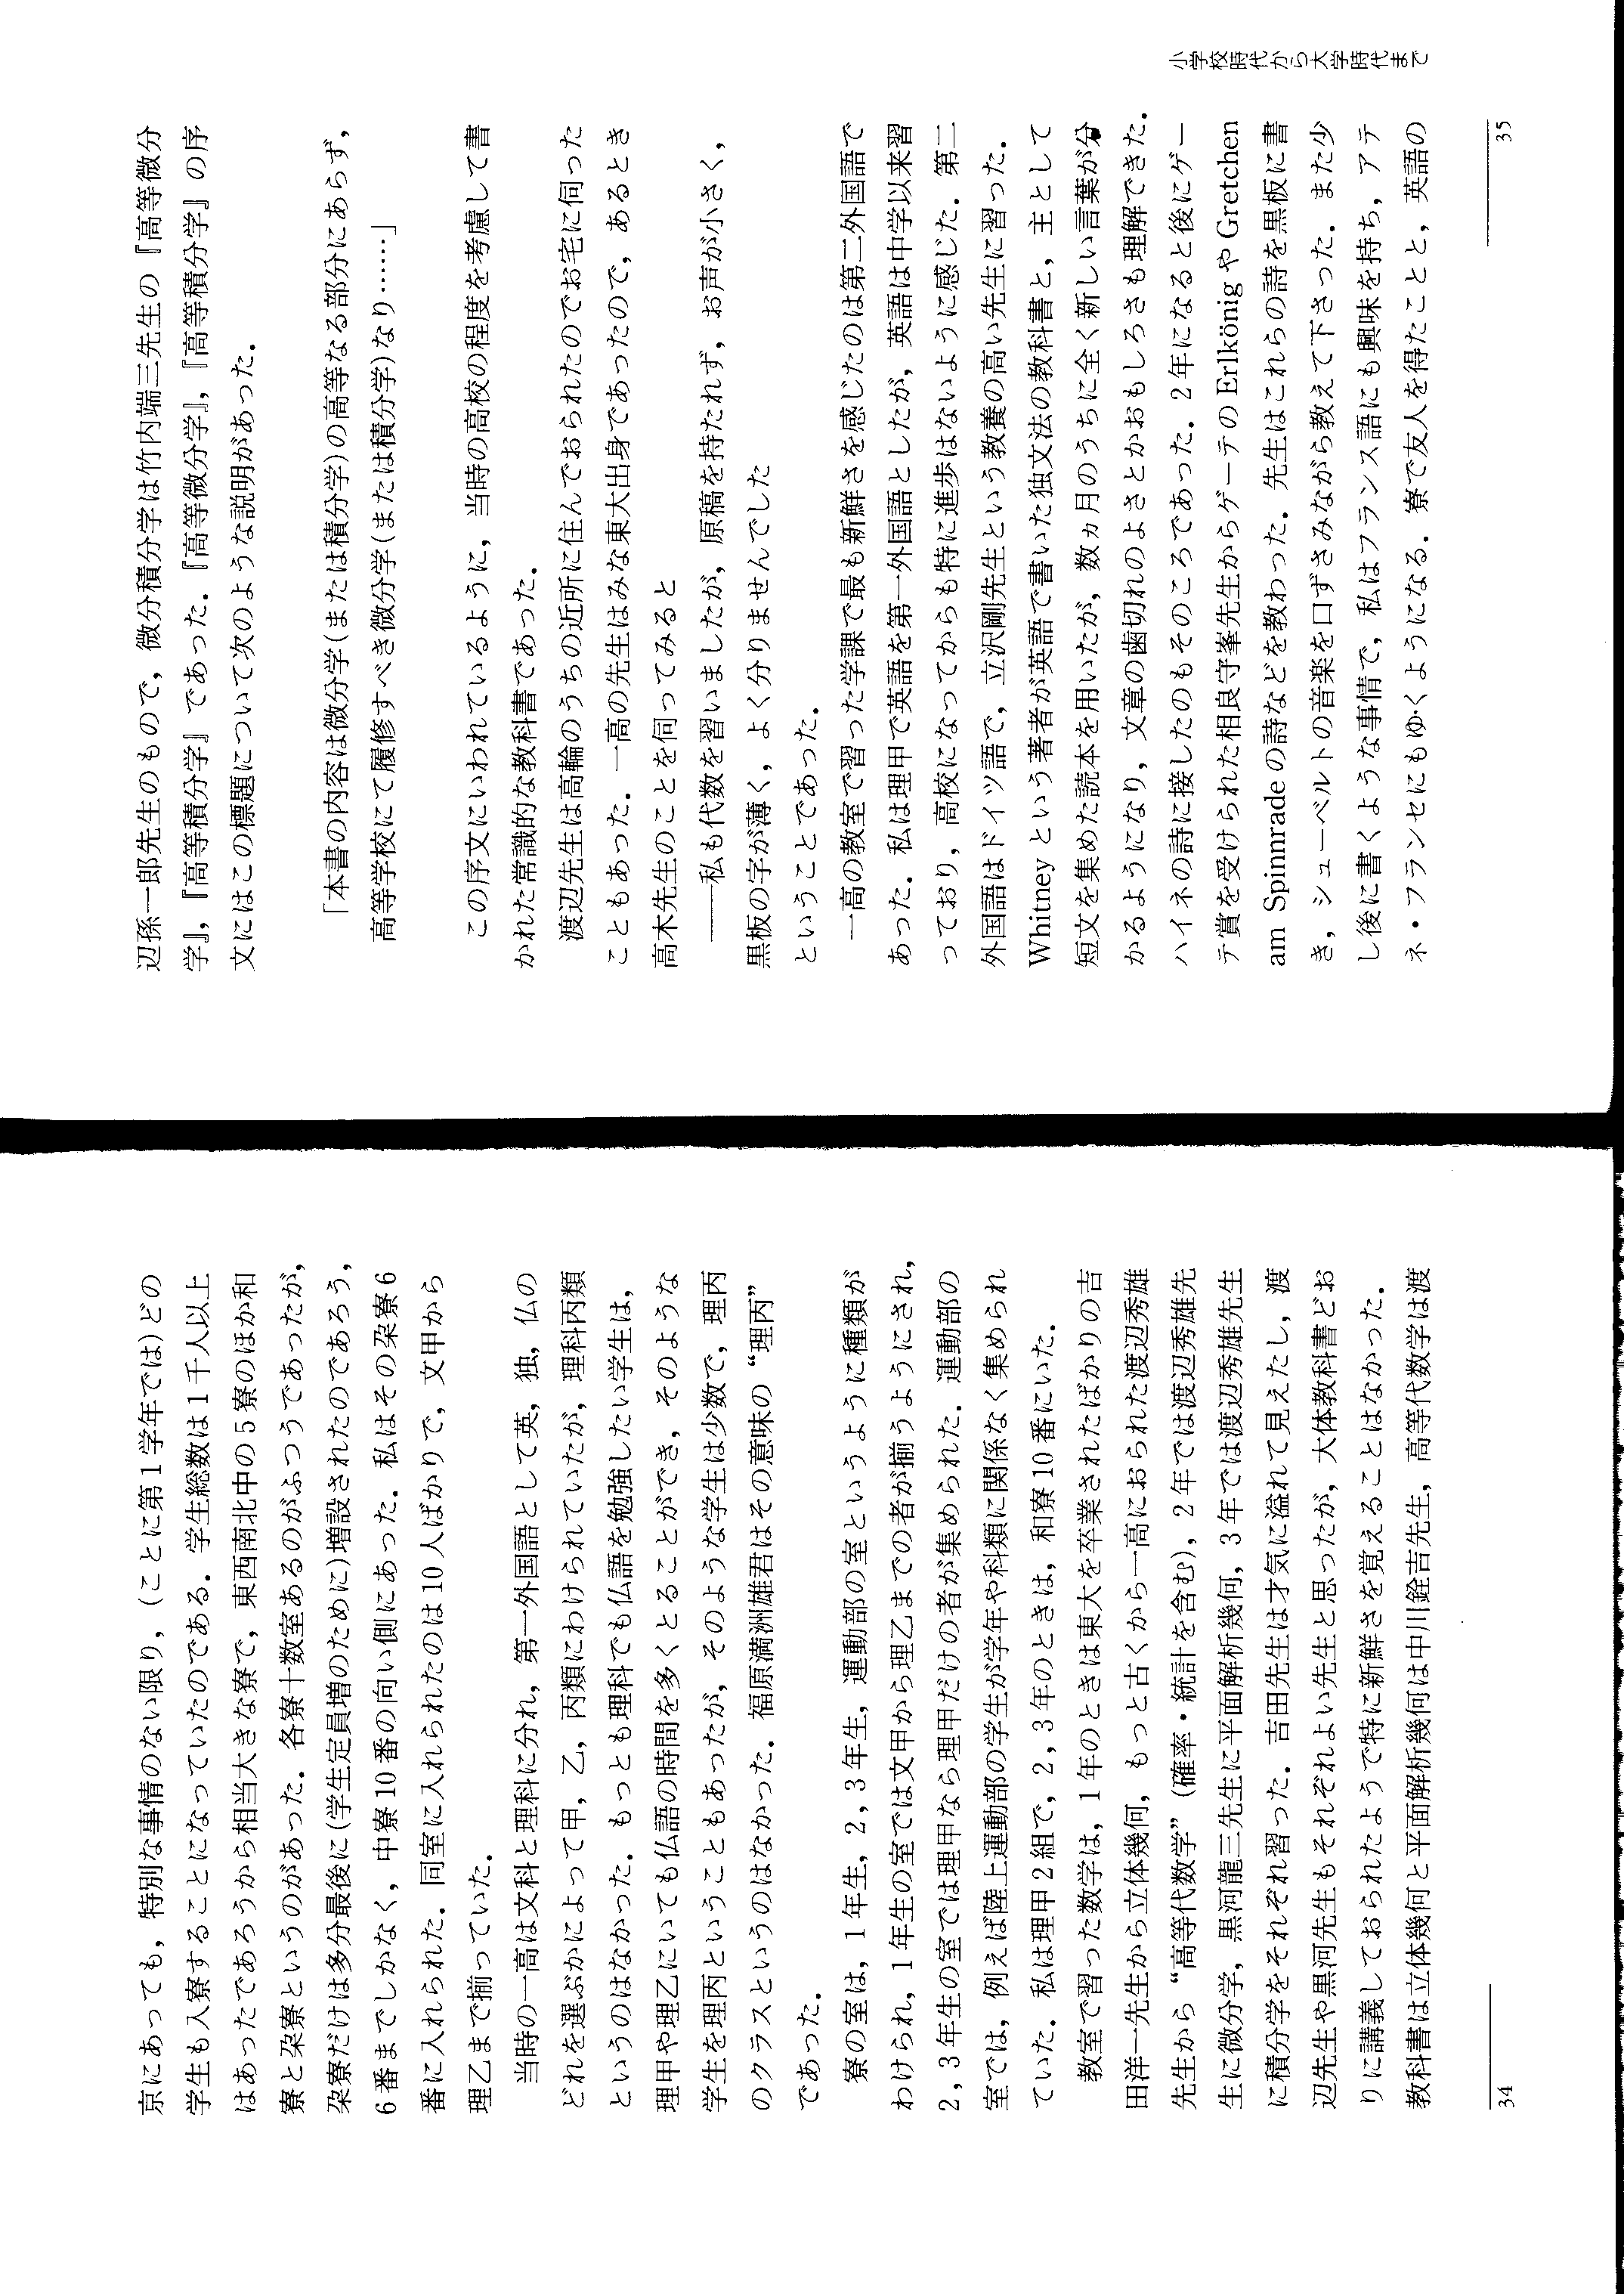 京にあっても，特別な事情のない限り，(ことに第1学年では)どの
学生も入寮することになっていたのである．学生総数は1千人以上
はあったであろうから相当大きな寮で，東西南北中の5寮のほか和
寮と朶寮というのがあった．各寮十数室あるのがふつうであったが，
朶寮だけは多分最後に(学生定員増のために)増設されたのであろう，
6番までしかなく，中寮10番の向い側にあった．私はその朶寮6
番に入れられた．同室に入れられたのは10人ばかりで，文甲から
理乙まで揃っていた．
当時の一高は文科と理科に分れ，第一外国語として英，独，仏の
どれを選ぶかによって甲，乙，丙類にわけられていたが，理科丙類
というのはなかった．もっとも理科でも仏語を勉強したい学生は，
理甲や理乙にいても仏語の時間を多くとることができ，そのような
学生を理丙ということもあったが，そのような学生は少数で，理丙
のクラスというのはなかった．福原満洲雄君はその意味の“理丙”
であった．
寮の室は，1年生，2,3年生，運動部の室というように種類が
わけられ，1年生の室では文甲から理乙までの者が揃うようにされ，
2,3年生の室では理甲なら理甲だけの者が集められた．運動部の
室では，例えば陸上運動部の学生が学年や科類に関係なく集められ
ていた．私は理甲2組で，2,3年のときは，和寮10番にいた．
教室で習った数学は，1年のときは東大を卒業されたばかりの吉
田洋一先生から立体幾何，もっと古くから一高におられた渡辺秀雄
先生から“高等代数学”(確率・統計を含む)，2年では渡辺秀雄先
生に微分学，黒河龍三先生に平面解析幾何，3年では渡辺秀雄先生
に積分学をそれぞれ習った．吉田先生は才気に溢れて見えたし，渡
辺先生や黒河先生もそれぞれよい先生と思ったが，大体教科書どお
りに講義しておられたようで特に新鮮さを覚えることはなかった．
教科書は立体幾何と平面解析幾何は中川銓吉先生，高等代数学は渡
34
辺孫一郎先生のもので，微分積分学は竹内端三先生の『高等微分
学』，『高等積分学』であった．『高等微分学』，『高等積分学』の序
文にはこの標題について次のような説明があった．
「本書の内容は微分学(または積分学)の高等なる部分にあらず，
高等学校にて履修すべき微分学(または積分学)なり……」
この序文にいわれているように，当時の高校の程度を考慮して書
かれた常識的な教科書であった．
渡辺先生は高輪のうちの近所に住んでおられたのでお宅に伺った
こともあった．一高の先生はみな東大出身であったので，あるとき
高木先生のことを伺ってみると
——私も代数を習いましたが，原稿を持たれず，お声が小さく，
黒板の字が薄く，よく分りませんでした
ということであった．
一高の教室で習った学課で最も新鮮さを感じたのは第二外国語で
あった．私は理甲で英語を第一外国語としたが，英語は中学以来習
っており，高校になってからも特に進歩はないように感じた．第二
外国語はドイツ語で，立沢剛先生という教養の高い先生に習った．
Whitneyという著者が英語で書いた独文法の教科書と，主として
短文を集めた読本を用いたが，数ヵ月のうちに全く新しい言葉が分
かるようになり，文章の歯切れのよさとかおもしろさも理解できた．
ハイネの詩に接したのもそのころであった．2年になると後にゲー
テ賞を受けられた相良守峯先生からゲーテのErlkönigやGretchen
am Spinnradeの詩などを教わった．先生はこれらの詩を黒板に書
き，シューベルトの音楽を口ずさみながら教えて下さった．また少
し後に書くような事情で，私はフランス語にも興味を持ち，アテ
ネ・フランセにもゆくようになる．寮で友人を得たことと，英語の
小学校時代から大学時代まで
35